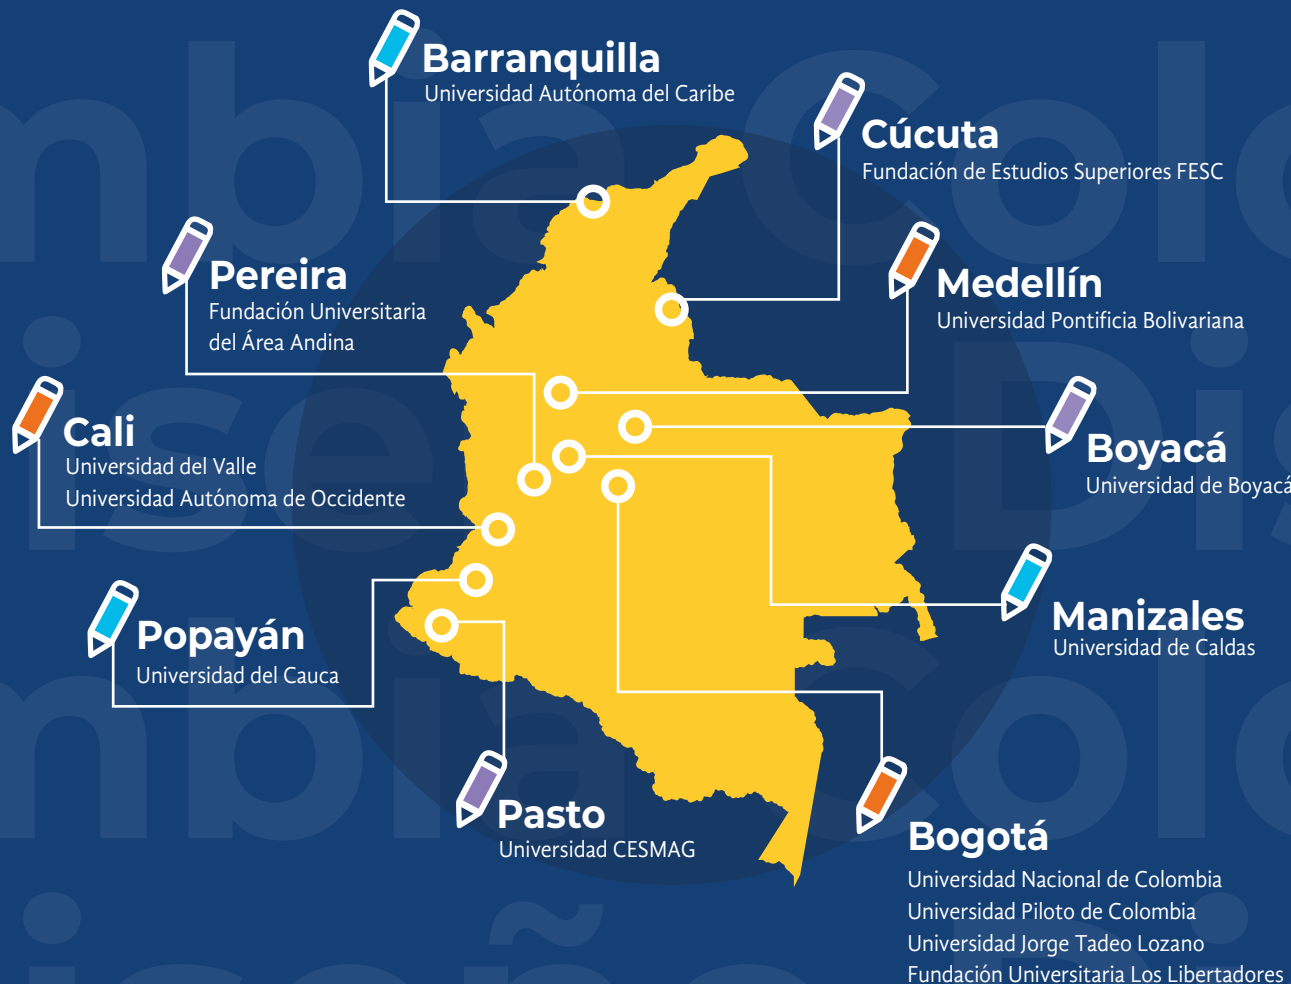 Barranquilla
Universidad Autónoma del Caribe
Cúcuta
Fundación de Estudios Superiores FESC
Pereira
Fundación Universitaria
del Área Andina
Medellín
Universidad Pontificia Bolivariana
Cali
Universidad del Valle
Universidad Autónoma de Occidente
Boyacá
Universidad de Boyacá
Popayán
Universidad del Cauca
Manizales
Universidad de Caldas
Pasto
Universidad CESMAG
Bogotá
Universidad Nacional de Colombia
Universidad Piloto de Colombia
Universidad Jorge Tadeo Lozano
Fundación Universitaria Los Libertadores